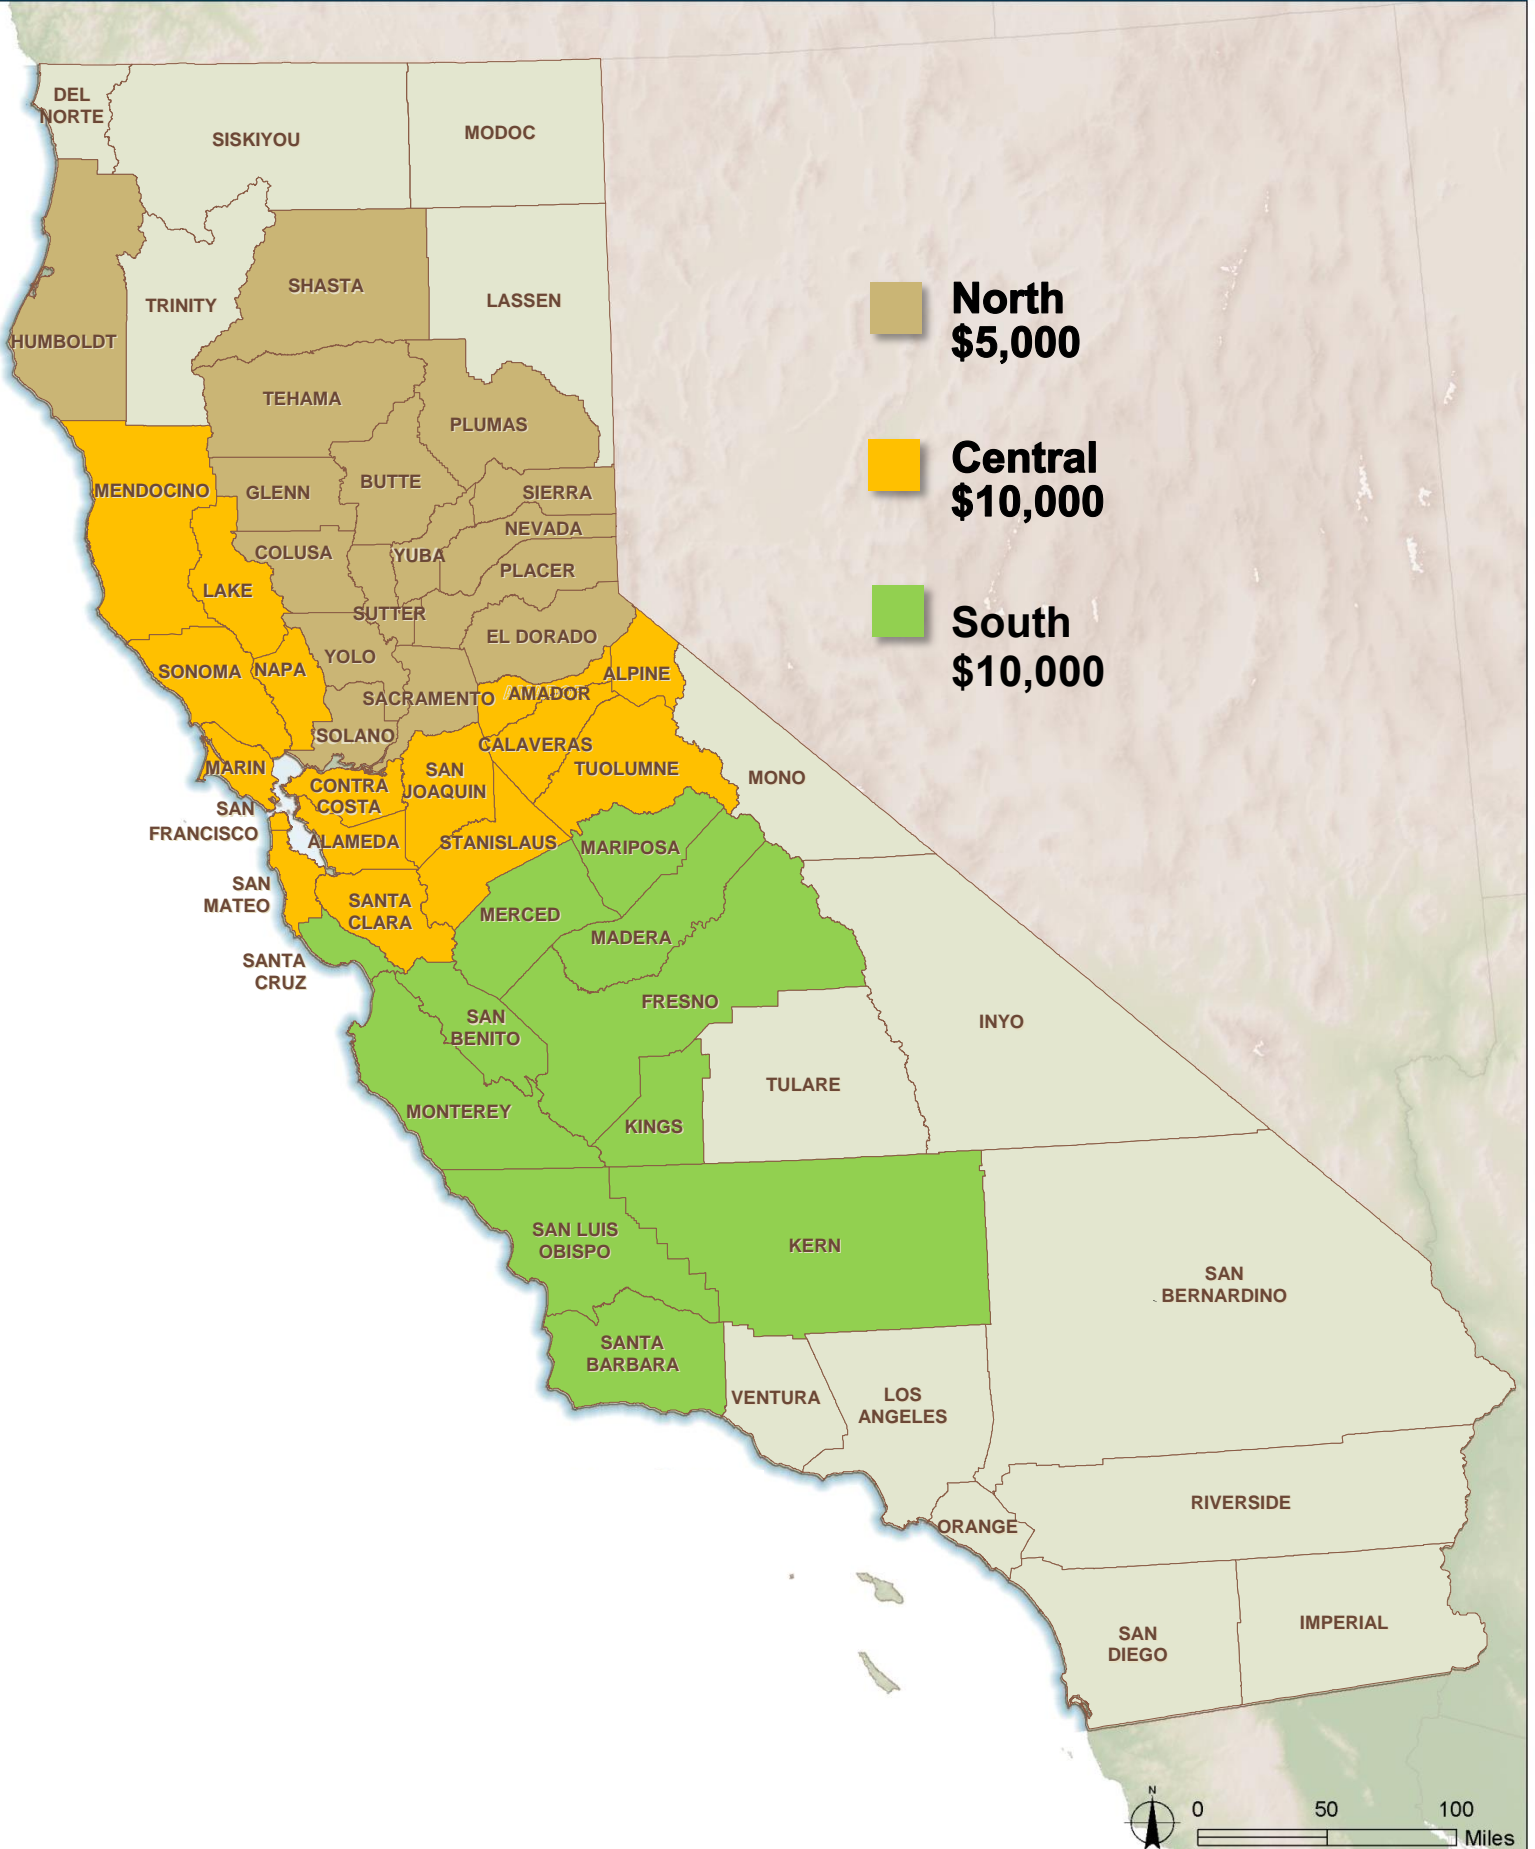 DEL
NORTE
SISKIYOU
MODOC
SHASTA
TRINITY
LASSEN
HUMBOLDT
TEHAMA
PLUMAS
BUTTE
MENDOCINO
GLENN
SIERRA
NEVADA
COLUSA
YUBA
PLACER
LAKE
SUTTER
EL DORADO
YOLO
SONOMA
NAPA
ALPINE
SACRAMENTO
AMADOR
SOLANO
CALAVERAS
MARIN
CONTRA
COSTA
SAN
JOAQUIN
TUOLUMNE
MONO
SAN
FRANCISCO
ALAMEDA
STANISLAUS
MARIPOSA
SAN
MATEO
SANTA
CLARA
MERCED
MADERA
SANTA
CRUZ
FRESNO
SAN
BENITO
INYO
TULARE
MONTEREY
KINGS
SAN LUIS
OBISPO
KERN
SAN
BERNARDINO
SANTA
BARBARA
VENTURA
LOS
ANGELES
RIVERSIDE
ORANGE
SAN
DIEGO
IMPERIAL
North
$5,000
Central
$10,000
South
$10,000
N
0 50 100
Miles